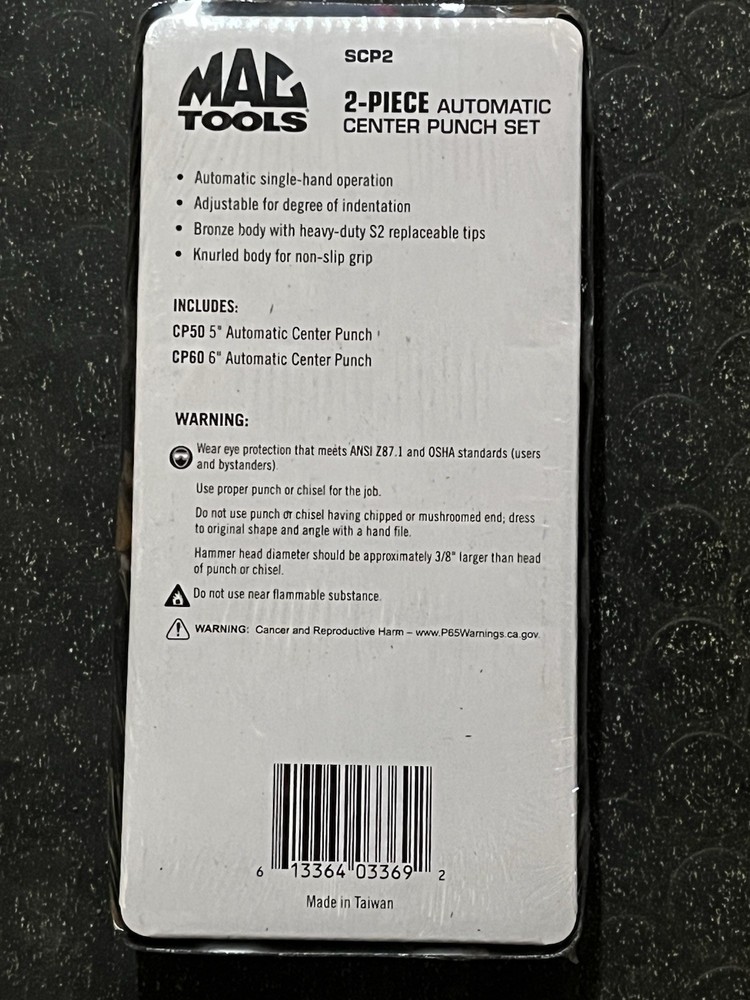 MAC
TOOLS
SCP2
2-PIECE AUTOMATIC
CENTER PUNCH SET
• Automatic single-hand operation
• Adjustable for degree of indentation
• Bronze body with heavy-duty S2 replaceable tips
• Knurled body for non-slip grip
INCLUDES:
CP50 5" Automatic Center Punch
CP60 6" Automatic Center Punch
WARNING:
Wear eye protection that meets ANSI Z87.1 and OSHA standards (users
and bystanders).
Use proper punch or chisel for the job.
Do not use punch or chisel having chipped or mushroomed end; dress
to original shape and angle with a hand file.
Hammer head diameter should be approximately 3/8" larger than head
of punch or chisel.
Do not use near flammable substance.
WARNING: Cancer and Reproductive Harm – www.P65Warnings.ca.gov.
6 13364 03369 2
Made in Taiwan